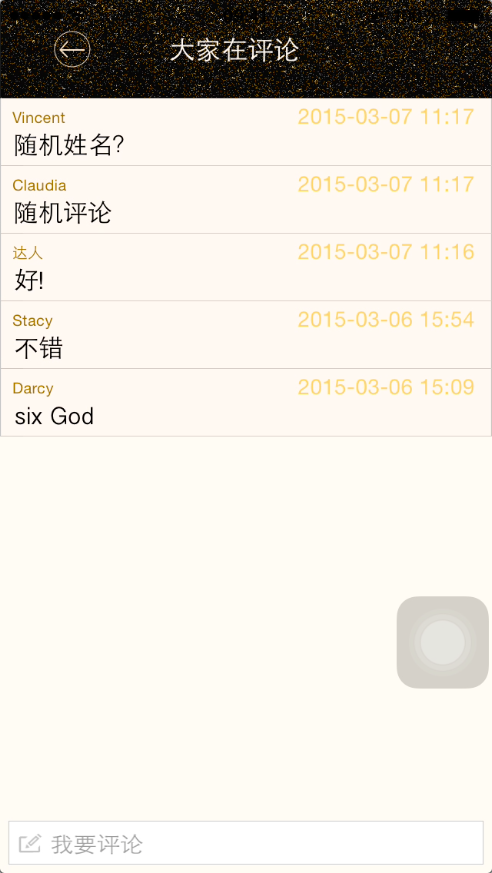 大家在评论
Vincent 2015-03-07 11:17
随机姓名?
Claudia 2015-03-07 11:17
随机评论
达人 2015-03-07 11:16
好!
Stacy 2015-03-06 15:54
不错
Darcy 2015-03-06 15:09
six God
我要评论